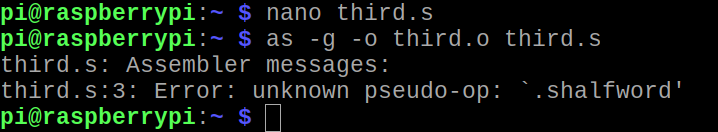 pi@raspberrypi:~ $ nano third.s
pi@raspberrypi:~ $ as -g -o third.o third.s
third.s: Assembler messages:
third.s:3: Error: unknown pseudo-op: `.shalfword'
pi@raspberrypi:~ $